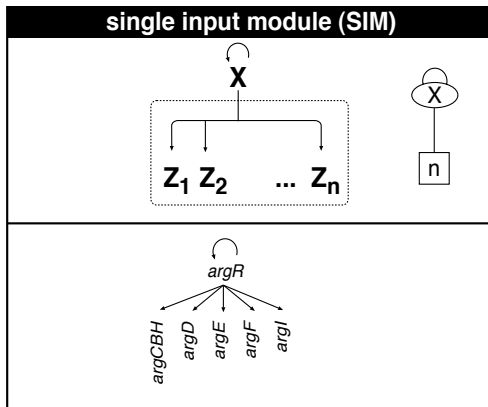 single input module (SIM)
X
X
Z1 Z2 ... Zn
n
argR
argCBH argD argE argF argI